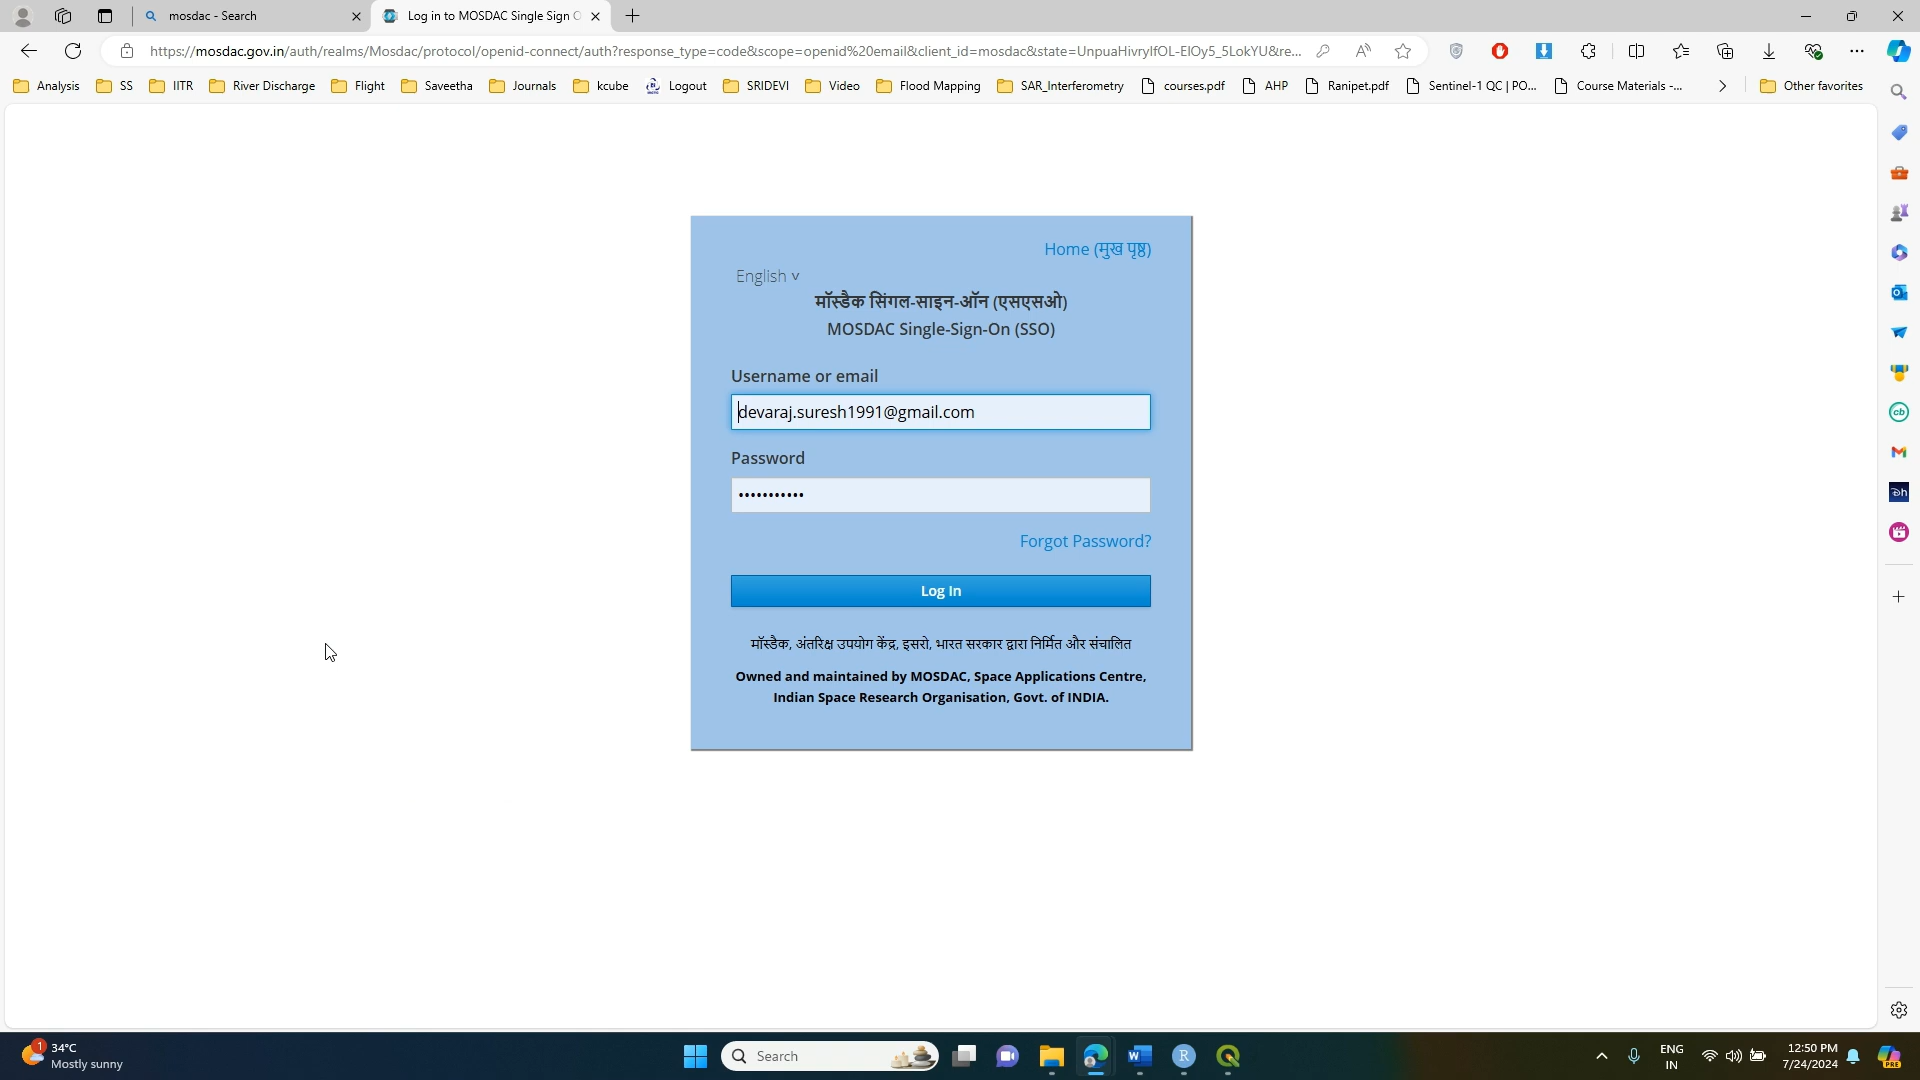 mosdac - Search
Log in to MOSDAC Single Sign O
https://mosdac.gov.in/auth/realms/Mosdac/protocol/openid-connect/auth?response_type=code&scope=openid%20email&client_id=mosdac&state=UnpuaHivryIfOL-EIOy5_5LokYU&re...
Analysis SS IITR River Discharge Flight Saveetha Journals kcube Logout SRIDEVI Video Flood Mapping SAR_Interferometry courses.pdf AHP Ranipet.pdf Sentinel-1 QC | PO... Course Materials -... Other favorites
Home (मुख पृष्ठ)
English
मॉस्डैक सिंगल-साइन-ऑन (एसएसओ)
MOSDAC Single-Sign-On (SSO)
Username or email
devaraj.suresh1991@gmail.com
Password
•••••••••••
Forgot Password?
Log In
मॉस्डैक, अंतरिक्ष उपयोग केंद्र, इसरो, भारत सरकार द्वारा निर्मित और संचालित
Owned and maintained by MOSDAC, Space Applications Centre,
Indian Space Research Organisation, Govt. of INDIA.
1
34°C
Mostly sunny
Search
ENG
IN
12:50 PM
7/24/2024